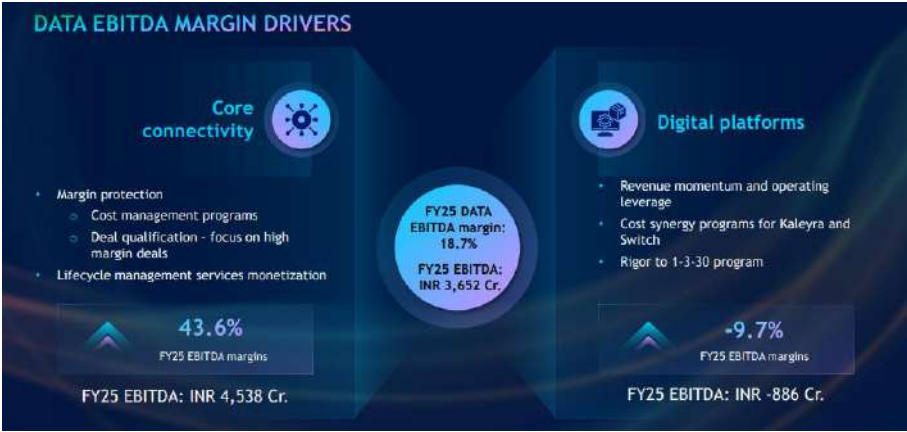 DATA EBITDA MARGIN DRIVERS
Core
connectivity
• Margin protection
o Cost management programs
o Deal qualification - focus on high
margin deals
• Lifecycle management services monetization
43.6%
FY25 EBITDA margins
FY25 EBITDA: INR 4,538 Cr.
FY25 DATA
EBITDA margin:
18.7%
FY25 EBITDA:
INR 3,652 Cr.
Digital platforms
• Revenue momentum and operating
leverage
• Cost synergy programs for Kaleyra and
Switch
• Rigor to 1-3-30 program
-9.7%
FY25 EBITDA margins
FY25 EBITDA: INR -886 Cr.